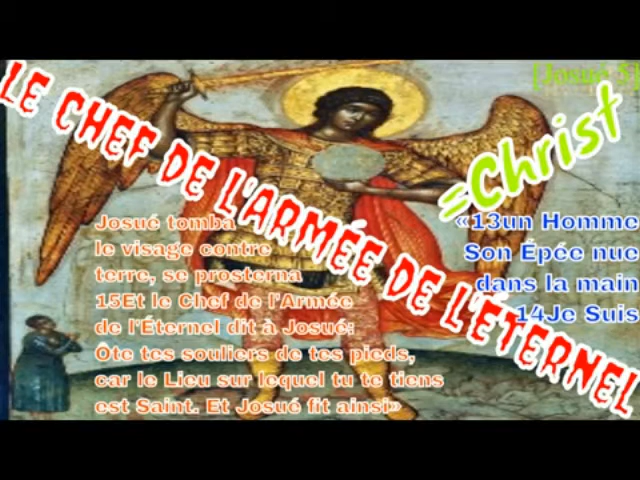 [Josué 5]
LE CHEF DE L'ARMÉE DE L'ÉTERNEL
=Christ
«13un Homme
Son Épée nue
dans la main
14Je Suis
Josué tomba
le visage contre
terre, se prosterna
15Et le Chef de l'Armée
de l'Éternel dit à Josué:
Ôte tes souliers de tes pieds,
car le Lieu sur lequel tu te tiens
est Saint. Et Josué fit ainsi»